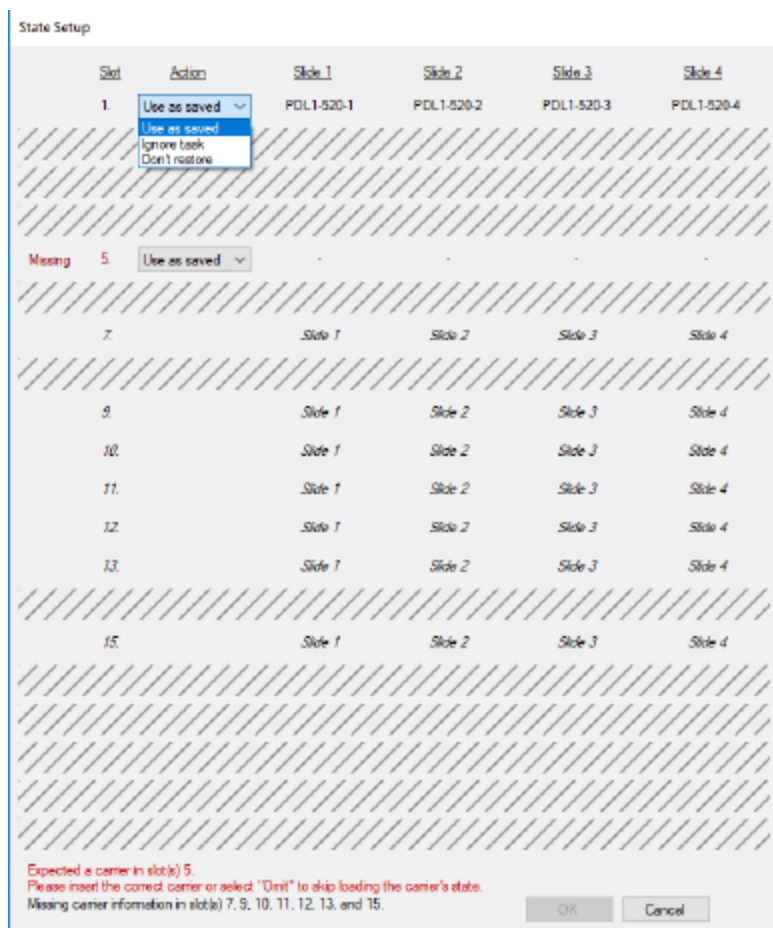 State Setup
Slot Action Slide 1 Slide 2 Slide 3 Slide 4
1. Use as saved PDL1-520-1 PDL1-520-2 PDL1-520-3 PDL1-520-4
Use as saved
Ignore task
Don't restore
Missing 5. Use as saved - - - -
7. Slide 1 Slide 2 Slide 3 Slide 4
9. Slide 1 Slide 2 Slide 3 Slide 4
10. Slide 1 Slide 2 Slide 3 Slide 4
11. Slide 1 Slide 2 Slide 3 Slide 4
12. Slide 1 Slide 2 Slide 3 Slide 4
13. Slide 1 Slide 2 Slide 3 Slide 4
15. Slide 1 Slide 2 Slide 3 Slide 4
Expected a carrier in slot(s) 5.
Please insert the correct carrier or select "Omit" to skip loading the carrier's state.
Missing carrier information in slot(s) 7, 9, 10, 11, 12, 13, and 15.
OK Cancel